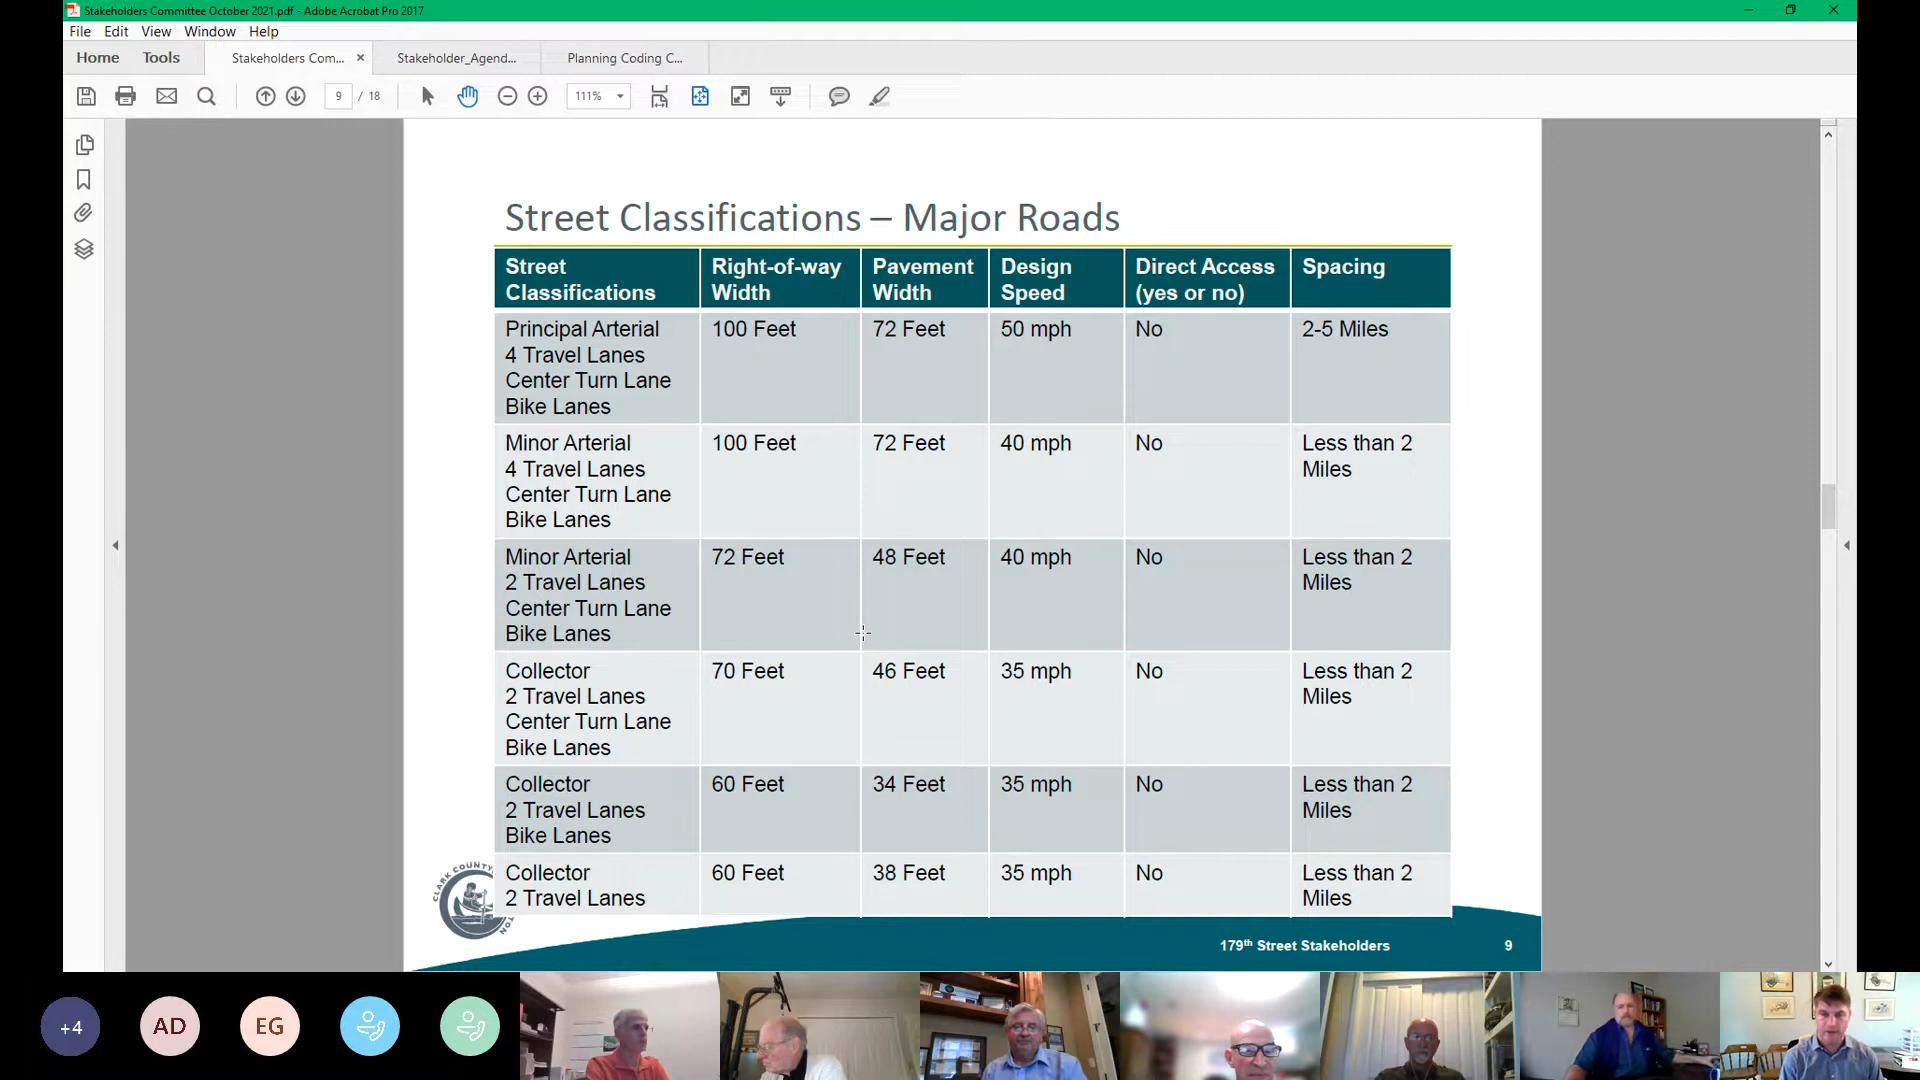 Stakeholders Committee October 2021.pdf - Adobe Acrobat Pro 2017
File Edit View Window Help
Home Tools Stakeholders Com... × Stakeholder_Agend... Planning Coding C...
9 / 18 111%
Street Classifications – Major Roads
Street Classifications Right-of-way Width Pavement Width Design Speed Direct Access (yes or no) Spacing
Principal Arterial 100 Feet 72 Feet 50 mph No 2-5 Miles
4 Travel Lanes
Center Turn Lane
Bike Lanes
Minor Arterial 100 Feet 72 Feet 40 mph No Less than 2
4 Travel Lanes Miles
Center Turn Lane
Bike Lanes
Minor Arterial 72 Feet 48 Feet 40 mph No Less than 2
2 Travel Lanes Miles
Center Turn Lane
Bike Lanes
Collector 70 Feet 46 Feet 35 mph No Less than 2
2 Travel Lanes Miles
Center Turn Lane
Bike Lanes
Collector 60 Feet 34 Feet 35 mph No Less than 2
2 Travel Lanes Miles
Bike Lanes
Collector 60 Feet 38 Feet 35 mph No Less than 2
2 Travel Lanes Miles
CLARK COUNTY
179th Street Stakeholders 9
+4 AD EG